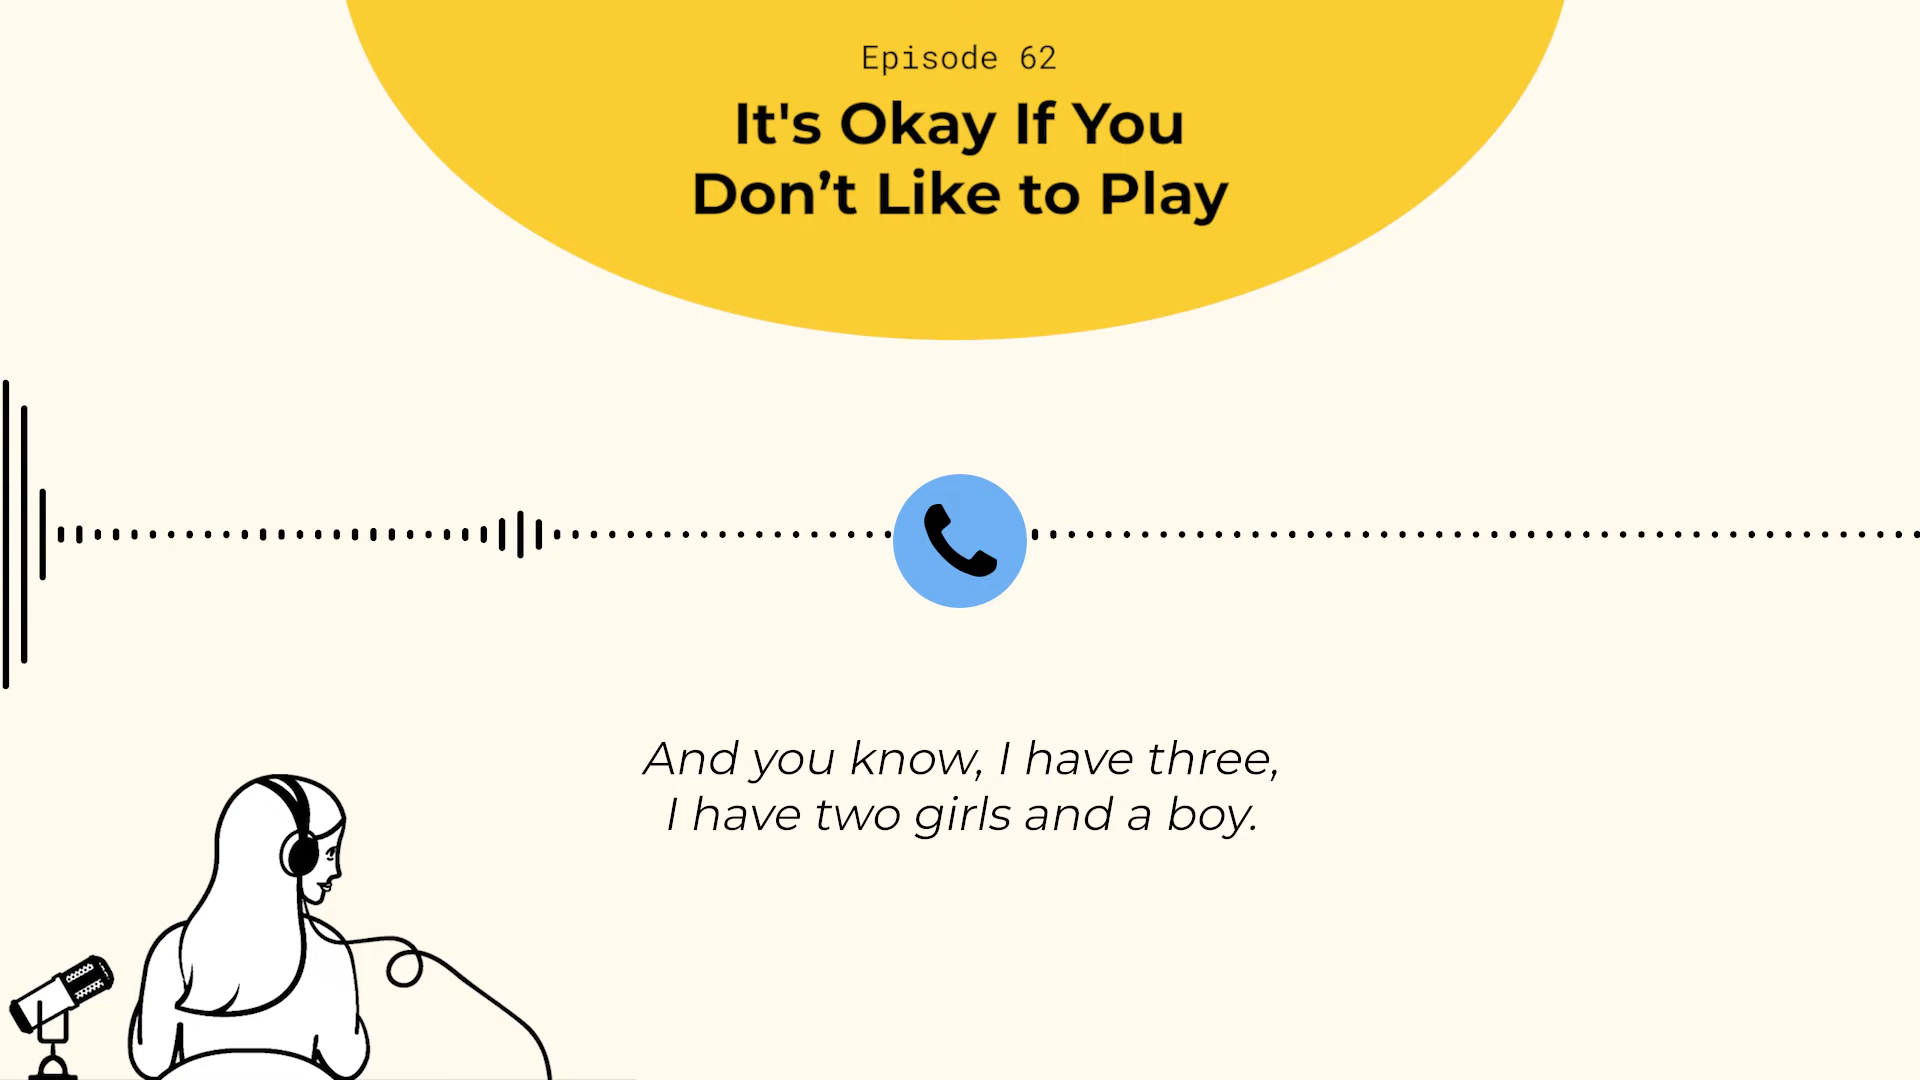 Episode 62
It's Okay If You
Don’t Like to Play
And you know, I have three,
I have two girls and a boy.